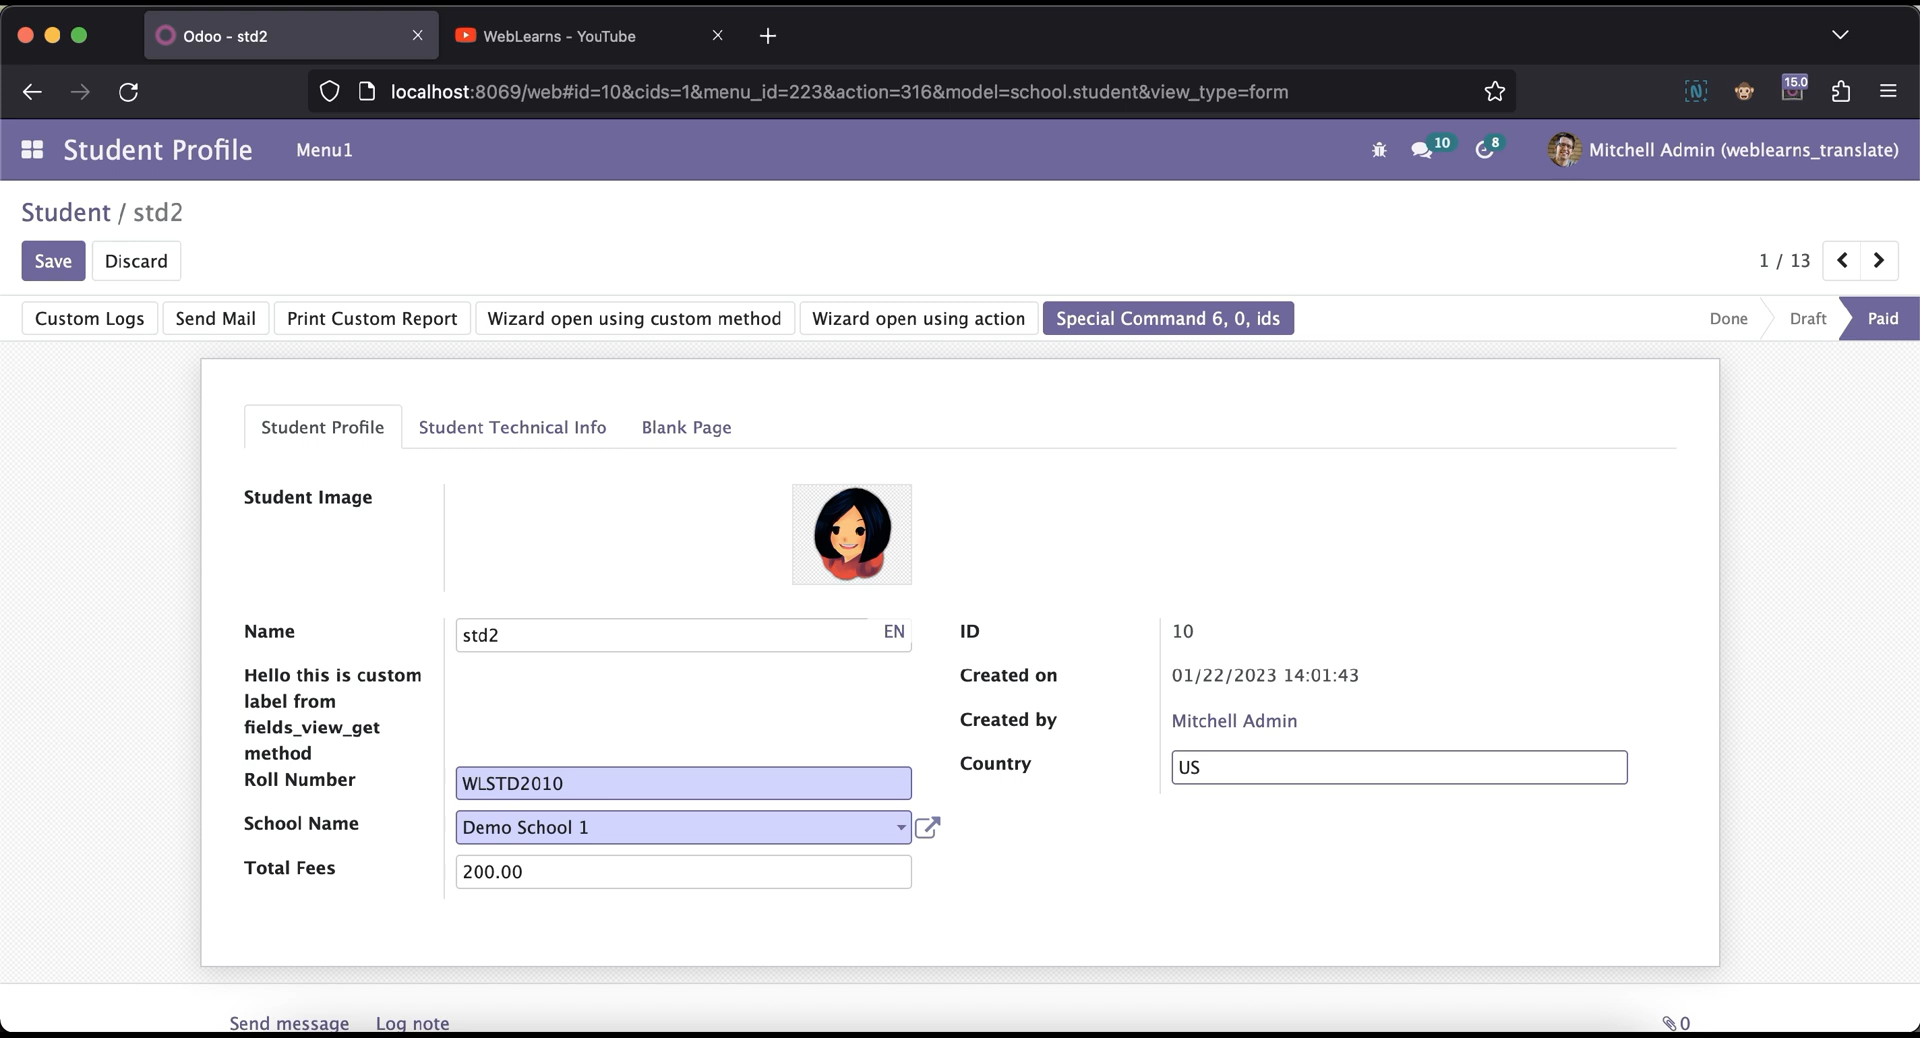 Odoo - std2
WebLearns - YouTube
localhost:8069/web#id=10&cids=1&menu_id=223&action=316&model=school.student&view_type=form
15.0
Student Profile
Menu1
10
8
Mitchell Admin (weblearns_translate)
Student / std2
Save
Discard
1 / 13
Custom Logs
Send Mail
Print Custom Report
Wizard open using custom method
Wizard open using action
Special Command 6, 0, ids
Done
Draft
Paid
Student Profile
Student Technical Info
Blank Page
Student Image
Name
std2
EN
Hello this is custom
label from
fields_view_get
method
Roll Number
WLSTD2010
School Name
Demo School 1
Total Fees
200.00
ID
10
Created on
01/22/2023 14:01:43
Created by
Mitchell Admin
Country
US
Send message
Log note
0